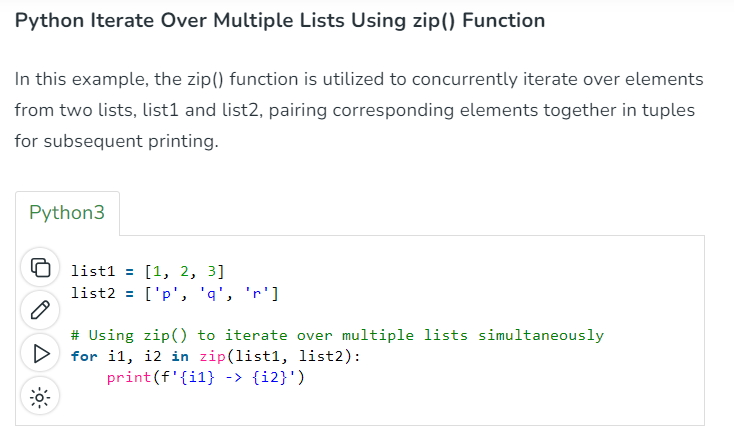 Python Iterate Over Multiple Lists Using zip() Function
In this example, the zip() function is utilized to concurrently iterate over elements
from two lists, list1 and list2, pairing corresponding elements together in tuples
for subsequent printing.
Python3
list1 = [1, 2, 3]
list2 = ['p', 'q', 'r']
# Using zip() to iterate over multiple lists simultaneously
for i1, i2 in zip(list1, list2):
    print(f'{i1} -> {i2}')